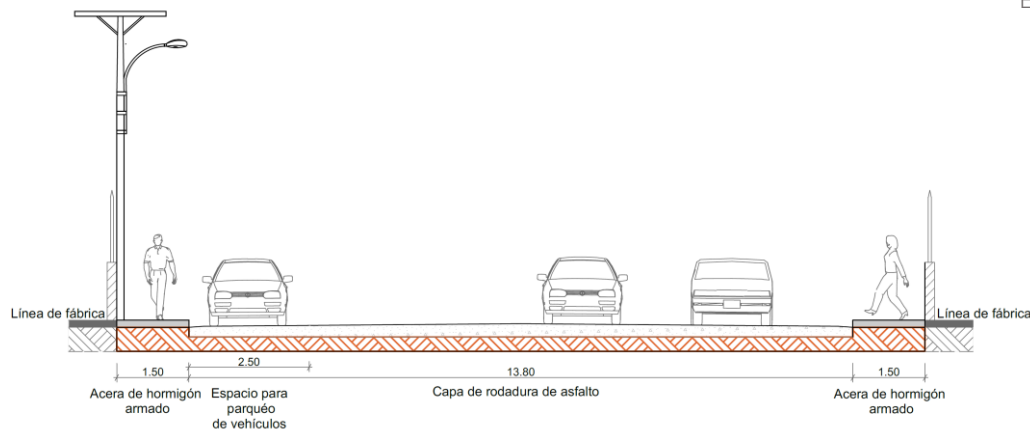 Línea de fábrica
Línea de fábrica
2.50
1.50
13.80
1.50
Acera de hormigón
armado
Espacio para
parquéo
de vehículos
Capa de rodadura de asfalto
Acera de hormigón
armado